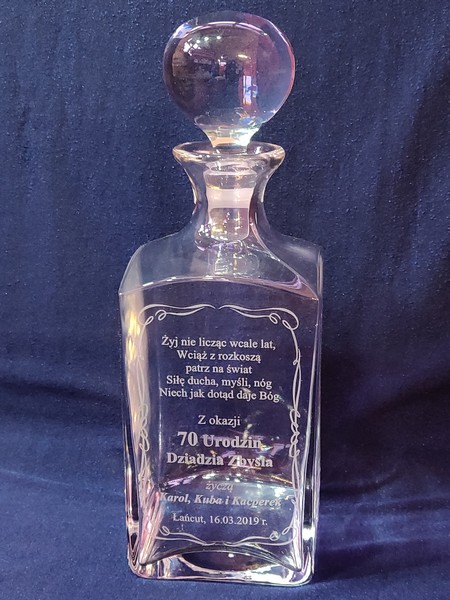 Żyj nie licząc wcale lat,
Wciąż z rozkoszą
patrz na świat
Siłę ducha, myśli, nóg
Niech jak dotąd daje Bóg
Z okazji
70 Urodzin
Dziadzia Zbysia
życzą
Karol, Kuba i Kacperek
Łańcut, 16.03.2019 r.